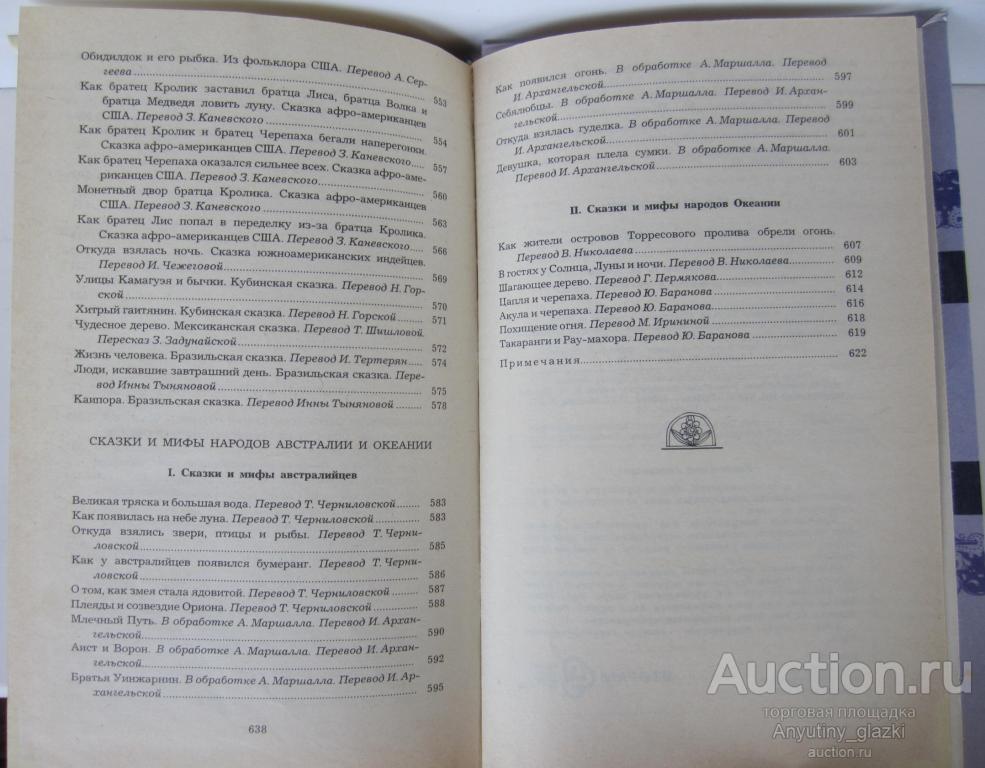 Обидилдок и его рыбка. Из фольклора США. Перевод А. Сер-
геева 553
Как братец Кролик заставил братца Лиса, братца Волка и
братца Медведя ловить луну. Сказка афро-американцев
США. Перевод З. Каневского 554
Как братец Кролик и братец Черепаха бегали наперегонки.
Сказка афро-американцев США. Перевод З. Каневского 557
Как братец Черепаха оказался сильнее всех. Сказка афро-аме-
риканцев США. Перевод З. Каневского 560
Монетный двор братца Кролика. Сказка афро-американцев
США. Перевод З. Каневского 563
Как братец Лис попал в переделку из-за братца Кролика.
Сказка афро-американцев США. Перевод З. Каневского 566
Откуда взялась ночь. Сказка южноамериканских индейцев.
Перевод И. Чежеговой 569
Улицы Камагуэя и бычки. Кубинская сказка. Перевод Н. Гор-
ской 570
Хитрый гаитянин. Кубинская сказка. Перевод Н. Горской 571
Чудесное дерево. Мексиканская сказка. Перевод Т. Шишловой.
Пересказ З. Задунайской 572
Жизнь человека. Бразильская сказка. Перевод И. Тертерян 574
Люди, искавшие завтрашний день. Бразильская сказка. Пере-
вод Инны Тыняновой 575
Каипора. Бразильская сказка. Перевод Инны Тыняновой 578
СКАЗКИ И МИФЫ НАРОДОВ АВСТРАЛИИ И ОКЕАНИИ
I. Сказки и мифы австралийцев
Великая тряска и большая вода. Перевод Т. Черниловской 583
Как появилась на небе луна. Перевод Т. Черниловской 583
Откуда взялись звери, птицы и рыбы. Перевод Т. Черни-
ловской 585
Как у австралийцев появился бумеранг. Перевод Т. Черни-
ловской 586
О том, как змея стала ядовитой. Перевод Т. Черниловской 587
Плеяды и созвездие Ориона. Перевод Т. Черниловской 588
Млечный Путь. В обработке А. Маршалла. Перевод И. Архан-
гельской 590
Аист и Ворон. В обработке А. Маршалла. Перевод И. Архан-
гельской 592
Братья Уинжарнин. В обработке А. Маршалла. Перевод И. Ар-
хангельской 595
638
Как появился огонь. В обработке А. Маршалла. Перевод
И. Архангельской 597
Себялюбцы. В обработке А. Маршалла. Перевод И. Архан-
гельской 599
Откуда взялась гуделка. В обработке А. Маршалла. Перевод
И. Архангельской 601
Девушка, которая плела сумки. В обработке А. Маршалла.
Перевод И. Архангельской 603
II. Сказки и мифы народов Океании
Как жители островов Торресового пролива обрели огонь.
Перевод В. Николаева 607
В гостях у Солнца, Луны и ночи. Перевод В. Николаева 609
Шагающее дерево. Перевод Г. Пермякова 612
Цапля и черепаха. Перевод Ю. Баранова 614
Акула и черепаха. Перевод Ю. Баранова 616
Похищение огня. Перевод М. Ирининой 618
Такаранги и Рау-махора. Перевод Ю. Баранова 619
Примечания 622
Auction.ru
торговая площадка
Anyutiny_glazki
auction.ru